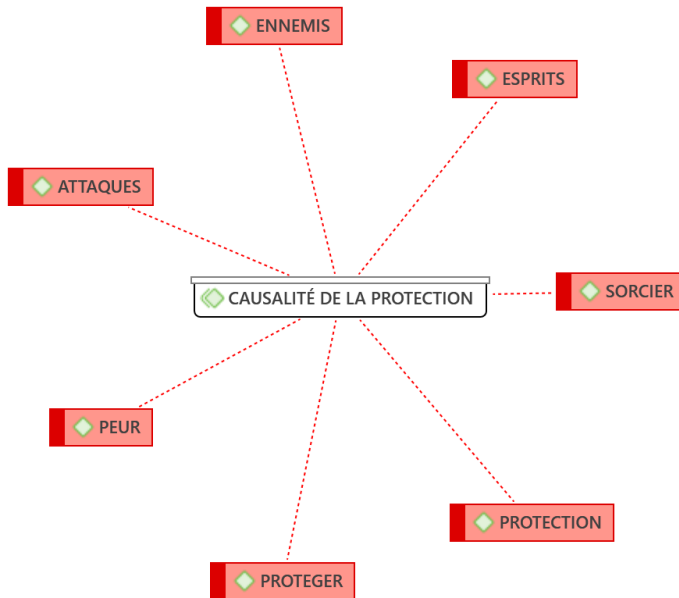 ENNEMIS
ESPRITS
ATTAQUES
CAUSALITÉ DE LA PROTECTION
SORCIER
PEUR
PROTECTION
PROTEGER